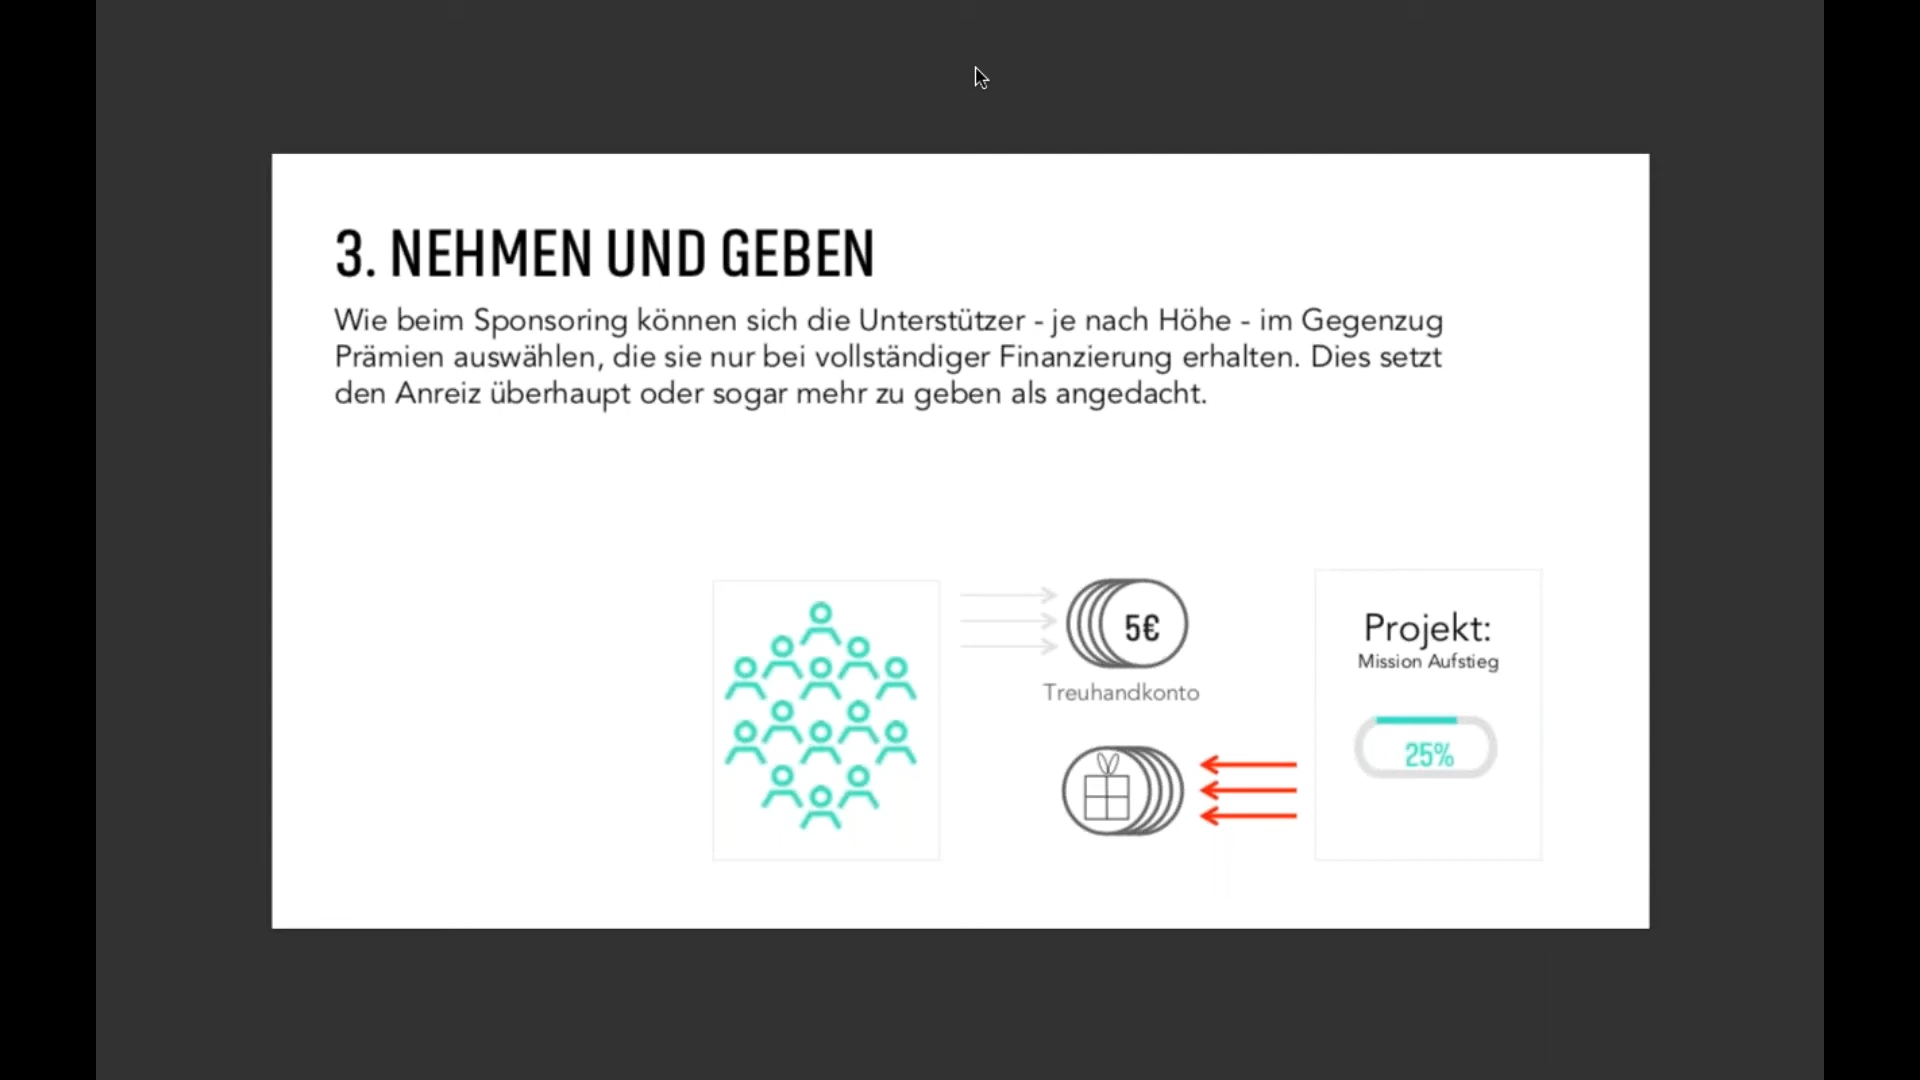 3. NEHMEN UND GEBEN
Wie beim Sponsoring können sich die Unterstützer - je nach Höhe - im Gegenzug
Prämien auswählen, die sie nur bei vollständiger Finanzierung erhalten. Dies setzt
den Anreiz überhaupt oder sogar mehr zu geben als angedacht.
5€
Treuhandkonto
Projekt:
Mission Aufstieg
25%